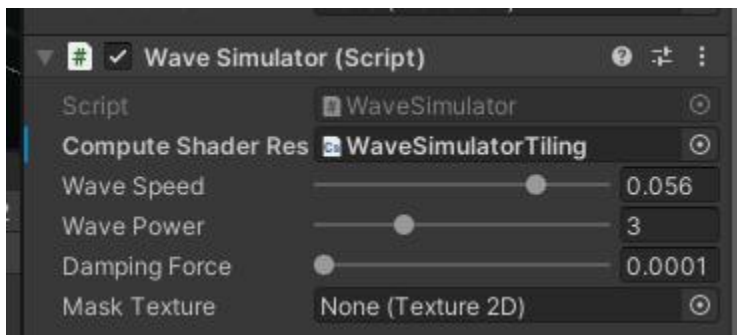 Wave Simulator (Script)
Script WaveSimulator
Compute Shader Res WaveSimulatorTiling
Wave Speed 0.056
Wave Power 3
Damping Force 0.0001
Mask Texture None (Texture 2D)